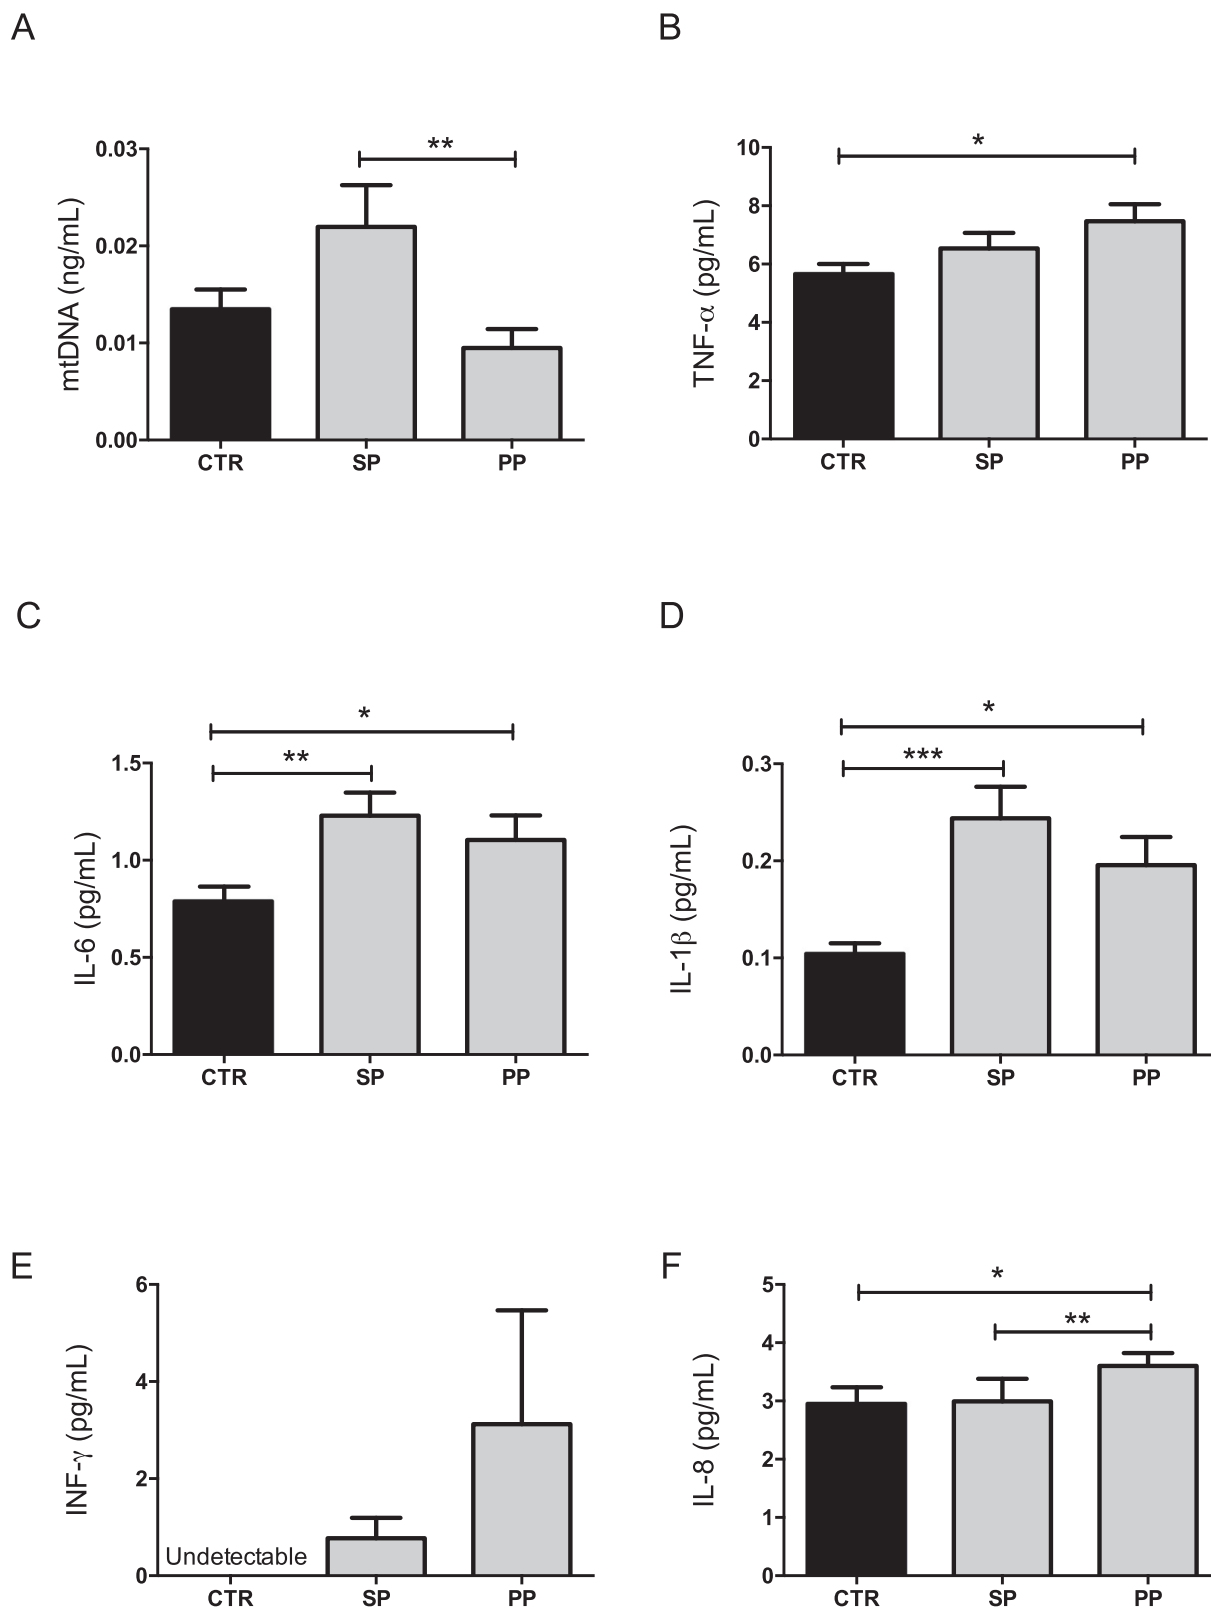 A
**
0.03
0.02
0.01
0.00
mtDNA (ng/mL)
CTR SP PP
B
*
10
8
6
4
2
0
TNF-α (pg/mL)
CTR SP PP
C
*
**
1.5
1.0
0.5
0.0
IL-6 (pg/mL)
CTR SP PP
D
*
***
0.3
0.2
0.1
0.0
IL-1β (pg/mL)
CTR SP PP
E
6
4
2
0
INF-γ (pg/mL)
Undetectable
CTR SP PP
F
*
**
5
4
3
2
1
0
IL-8 (pg/mL)
CTR SP PP